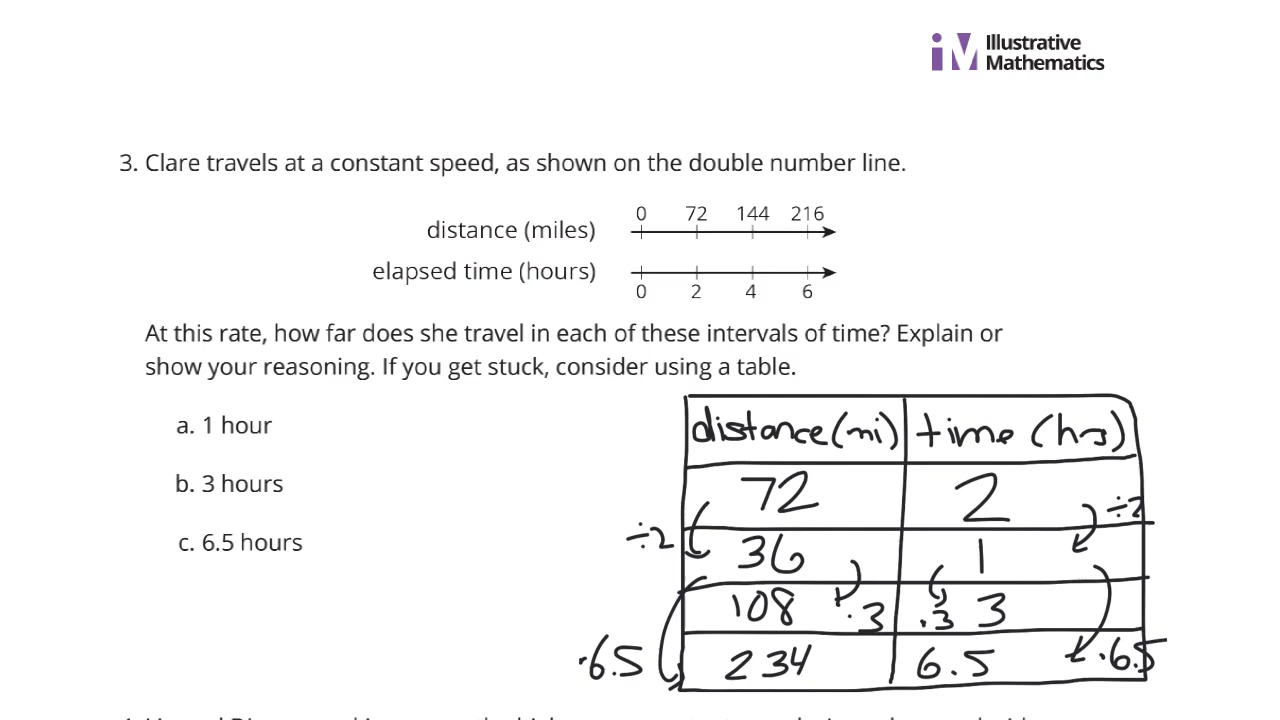 Illustrative
Mathematics
3. Clare travels at a constant speed, as shown on the double number line.
0 72 144 216
distance (miles)
elapsed time (hours)
0 2 4 6
At this rate, how far does she travel in each of these intervals of time? Explain or
show your reasoning. If you get stuck, consider using a table.
a. 1 hour
b. 3 hours
c. 6.5 hours
distance (mi) time (hrs)
72 2
÷2 ÷2
36 1
108 ·3 ·3 3
·6.5 234 6.5 ·6.5